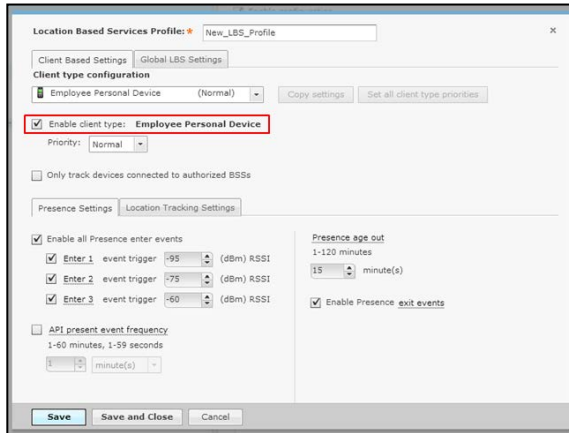 Location Based Services Profile: * New_LBS_Profile
Client Based Settings Global LBS Settings
Client type configuration
Employee Personal Device (Normal) Copy settings Set all client type priorities
Enable client type: Employee Personal Device
Priority: Normal
Only track devices connected to authorized BSSs
Presence Settings Location Tracking Settings
Enable all Presence enter events
Enter 1 event trigger -95 (dBm) RSSI
Enter 2 event trigger -75 (dBm) RSSI
Enter 3 event trigger -60 (dBm) RSSI
API present event frequency
1-60 minutes, 1-59 seconds
1 minute(s)
Presence age out
1-120 minutes
15 minute(s)
Enable Presence exit events
Save Save and Close Cancel